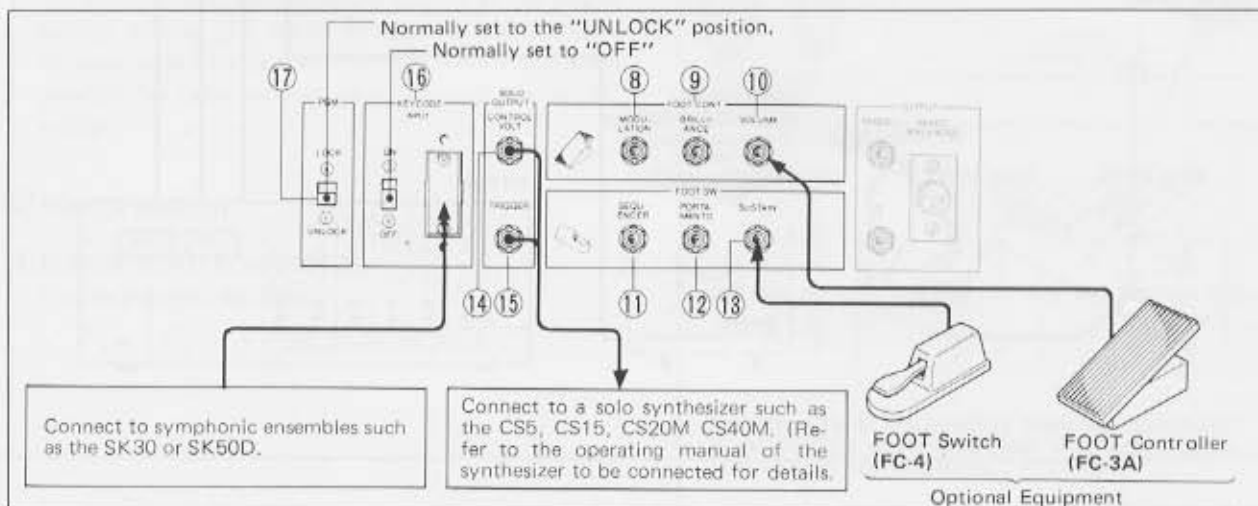 Normally set to the "UNLOCK" position.
Normally set to "OFF"
⑰
⑯
⑧
⑨
⑩
PGM
KEYCODE
INPUT
SOLO
OUTPUT
CONTROL
VOLT
FOOT CONT
MODU-
LATION
BRILLI-
ANCE
VOLUME
OUTPUT
LOCK
UNLOCK
OFF
TRIGGER
FOOT SW
SEQU-
ENCER
PORTA-
MENTO
SUSTAIN
⑭
⑮
⑪
⑫
⑬
Connect to symphonic ensembles such
as the SK30 or SK50D.
Connect to a solo synthesizer such as
the CS5, CS15, CS20M CS40M. (Re-
fer to the operating manual of the
synthesizer to be connected for details.
FOOT Switch
(FC-4)
FOOT Controller
(FC-3A)
Optional Equipment